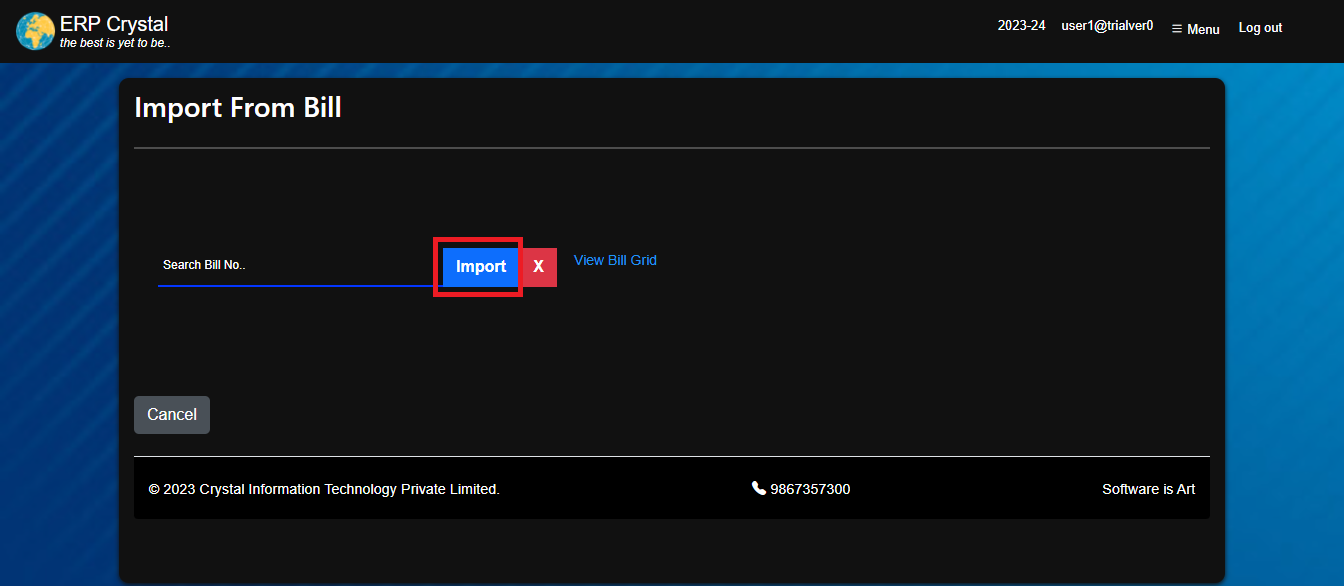 ERP Crystal
the best is yet to be..
2023-24 user1@trialver0 ☰ Menu Log out
Import From Bill
Search Bill No.. Import X View Bill Grid
Cancel
© 2023 Crystal Information Technology Private Limited. 9867357300 Software is Art